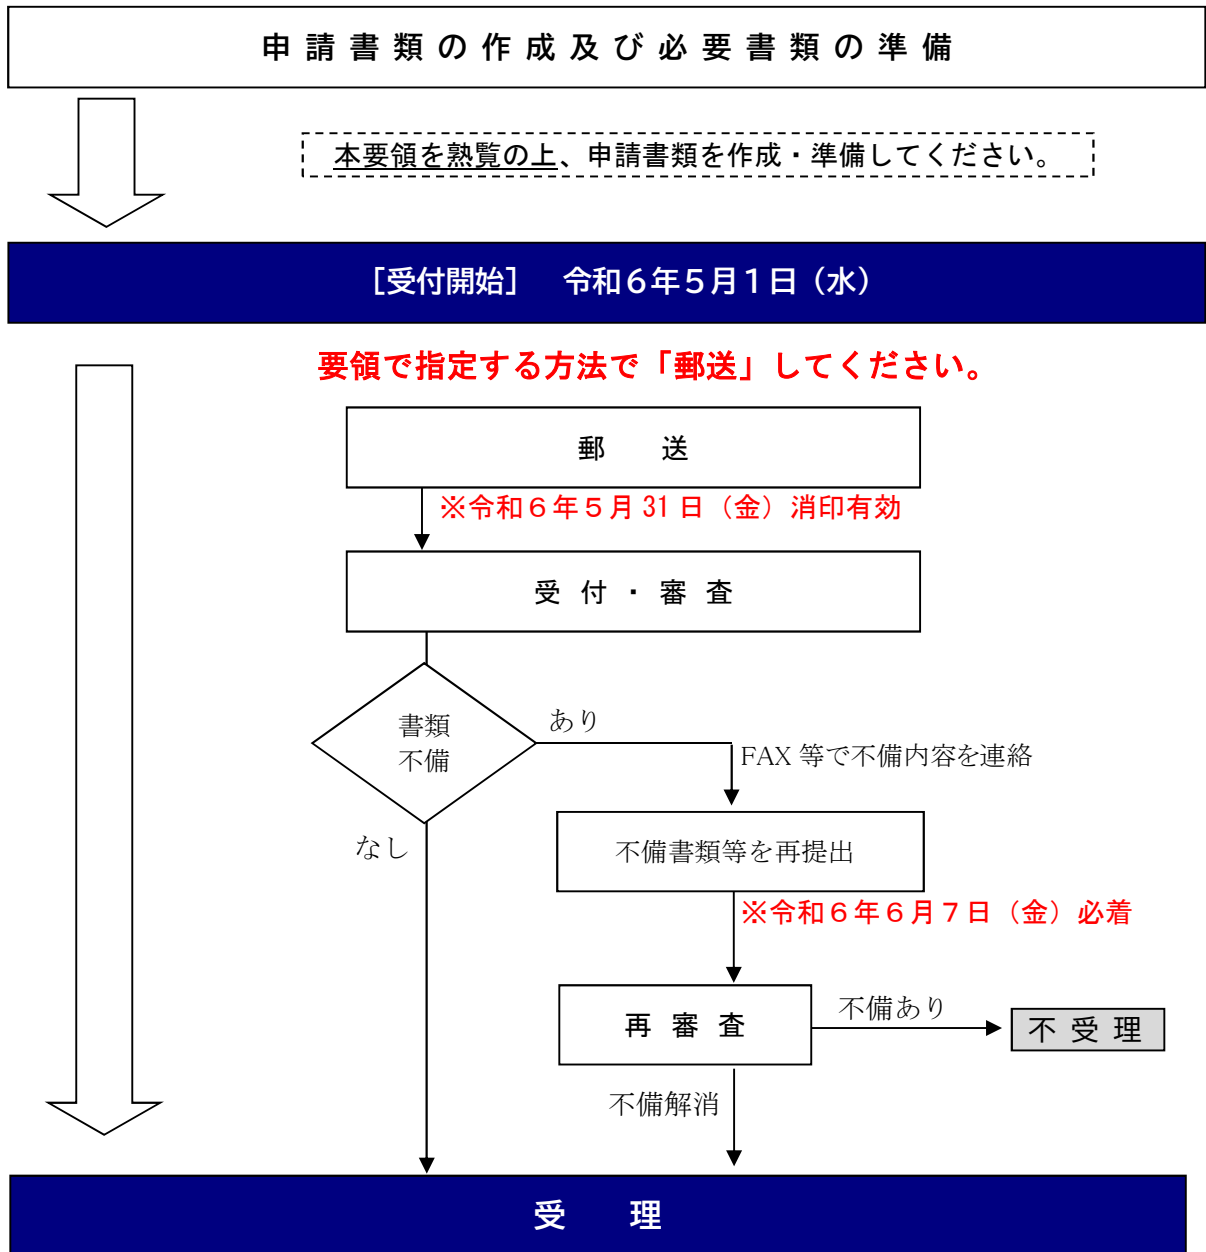 申請書類の作成及び必要書類の準備
本要領を熟覧の上、申請書類を作成・準備してください。
［受付開始］　令和６年５月１日（水）
要領で指定する方法で「郵送」してください。
郵　送
※令和６年５月 31 日（金）消印有効
受付・審査
書類
不備
あり
FAX 等で不備内容を連絡
なし
不備書類等を再提出
※令和６年６月７日（金）必着
再審査
不備あり
不受理
不備解消
受　理